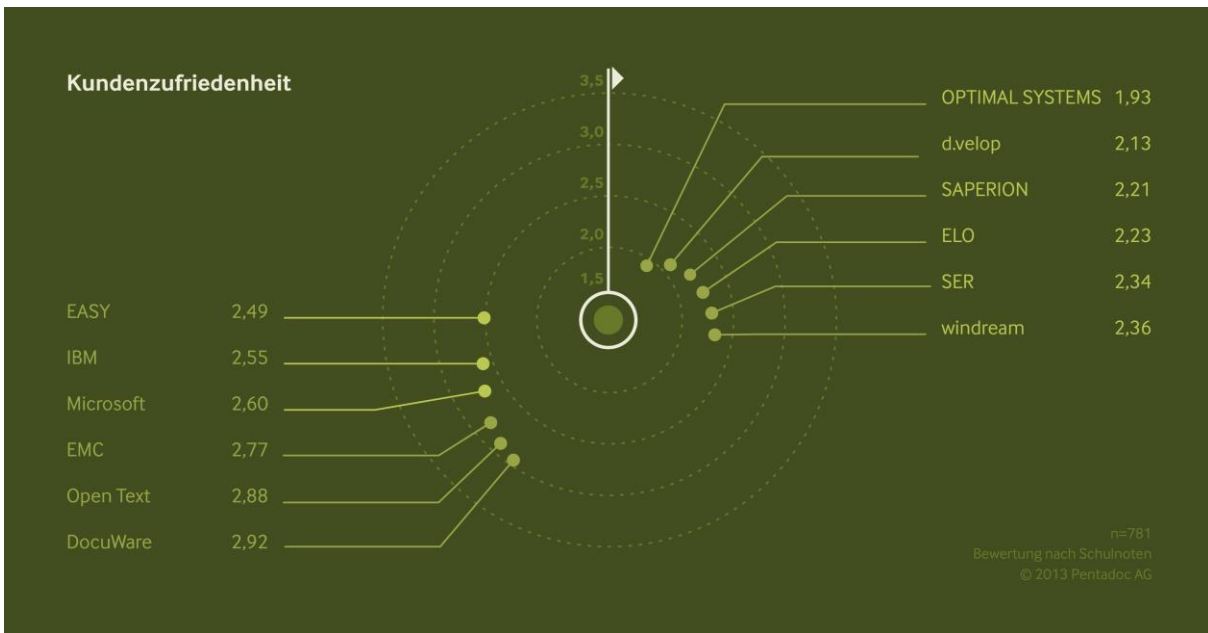 Kundenzufriedenheit
3,5
3,0
2,5
2,0
1,5
OPTIMAL SYSTEMS 1,93
d.velop 2,13
SAPERION 2,21
ELO 2,23
SER 2,34
windream 2,36
EASY 2,49
IBM 2,55
Microsoft 2,60
EMC 2,77
Open Text 2,88
DocuWare 2,92
n=781
Bewertung nach Schulnoten
© 2013 Pentadoc AG